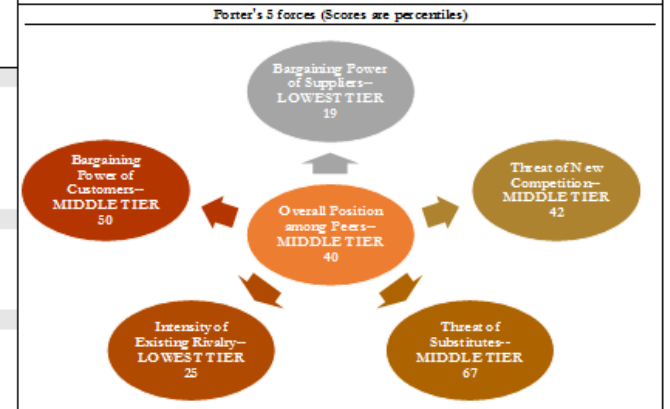 Porter's 5 forces (Scores are percentiles)
Bargaining Power
of Suppliers--
LOWEST TIER
19
Bargaining
Power of
Customers--
MIDDLE TIER
50
Threat of New
Competition--
MIDDLE TIER
42
Overall Position
among Peers--
MIDDLE TIER
40
Intensity of
Existing Rivalry--
LOWEST TIER
25
Threat of
Substitutes--
MIDDLE TIER
67